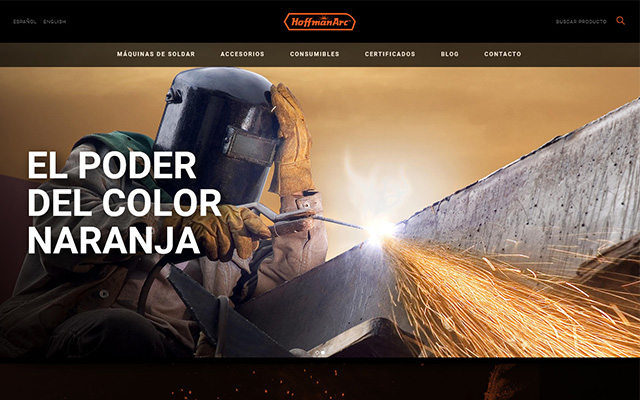 ESPAÑOL ENGLISH
HoffmanArc
BUSCAR PRODUCTO
MÁQUINAS DE SOLDAR ACCESORIOS CONSUMIBLES CERTIFICADOS BLOG CONTACTO
EL PODER
DEL COLOR
NARANJA